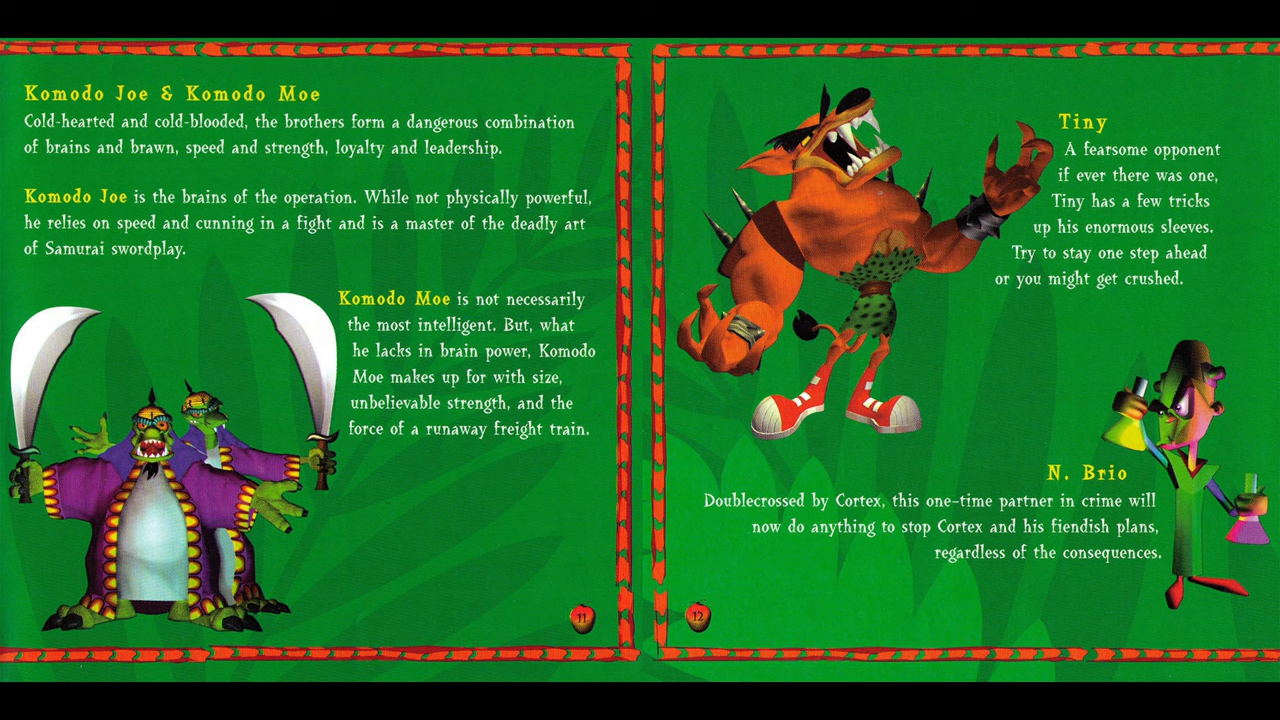 Komodo Joe & Komodo Moe
Cold-hearted and cold-blooded, the brothers form a dangerous combination
of brains and brawn, speed and strength, loyalty and leadership.
Komodo Joe is the brains of the operation. While not physically powerful,
he relies on speed and cunning in a fight and is a master of the deadly art
of Samurai swordplay.
Komodo Moe is not necessarily
the most intelligent. But, what
he lacks in brain power, Komodo
Moe makes up for with size,
unbelievable strength, and the
force of a runaway freight train.
11
Tiny
A fearsome opponent
if ever there was one,
Tiny has a few tricks
up his enormous sleeves.
Try to stay one step ahead
or you might get crushed.
N. Brio
Doublecrossed by Cortex, this one-time partner in crime will
now do anything to stop Cortex and his fiendish plans,
regardless of the consequences.
12